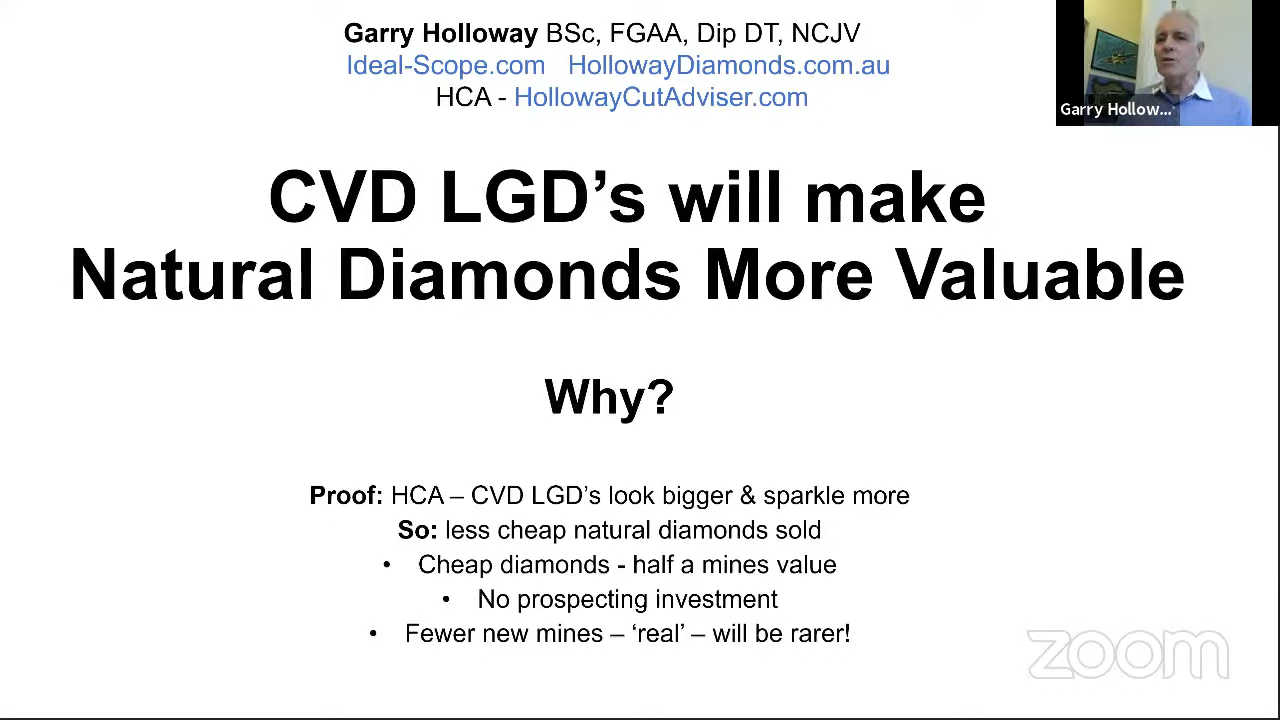 Garry Holloway BSc, FGAA, Dip DT, NCJV
Ideal-Scope.com HollowayDiamonds.com.au
HCA - HollowayCutAdviser.com
Garry Hollow...
CVD LGD’s will make
Natural Diamonds More Valuable
Why?
Proof: HCA – CVD LGD’s look bigger & sparkle more
So: less cheap natural diamonds sold
• Cheap diamonds - half a mines value
• No prospecting investment
• Fewer new mines – ‘real’ – will be rarer!
zoom